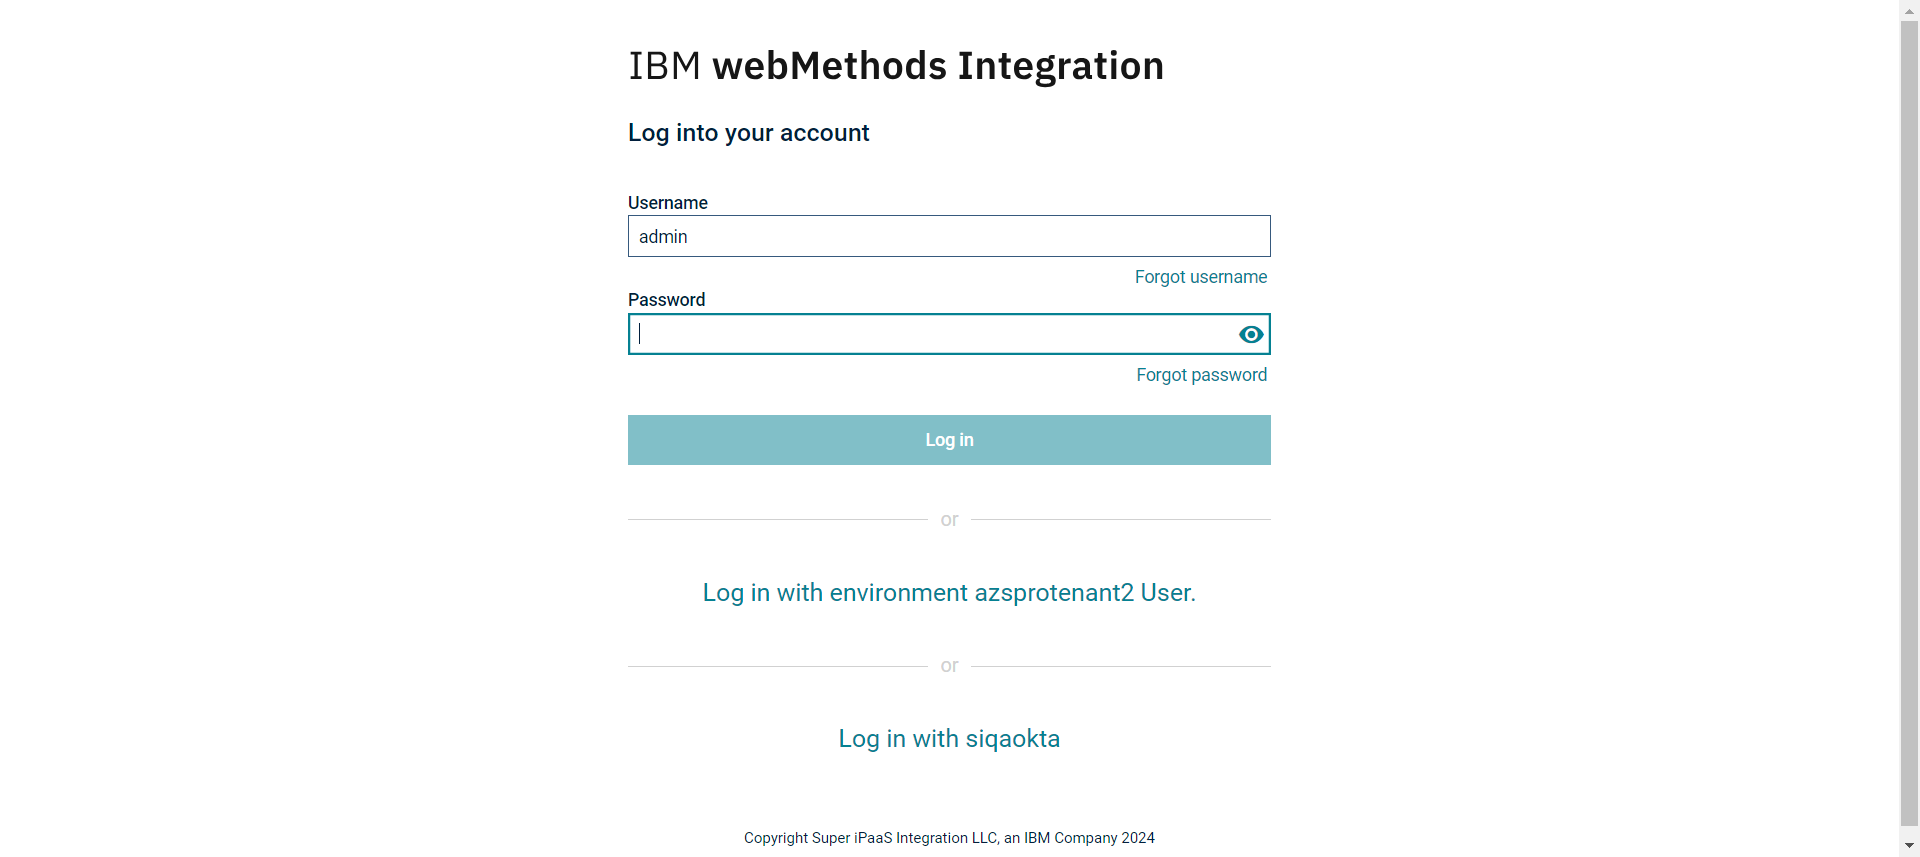 IBM webMethods Integration
Log into your account
Username
admin
Forgot username
Password
Forgot password
Log in
or
Log in with environment azsprotenant2 User.
or
Log in with siqaokta
Copyright Super iPaaS Integration LLC, an IBM Company 2024